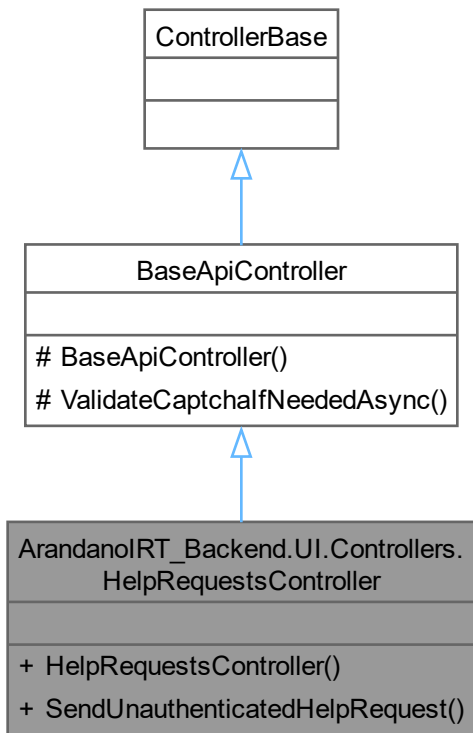 ControllerBase
BaseApiController
# BaseApiController()
# ValidateCaptchaIfNeededAsync()
ArandanoIRT_Backend.UI.Controllers.
HelpRequestsController
+ HelpRequestsController()
+ SendUnauthenticatedHelpRequest()